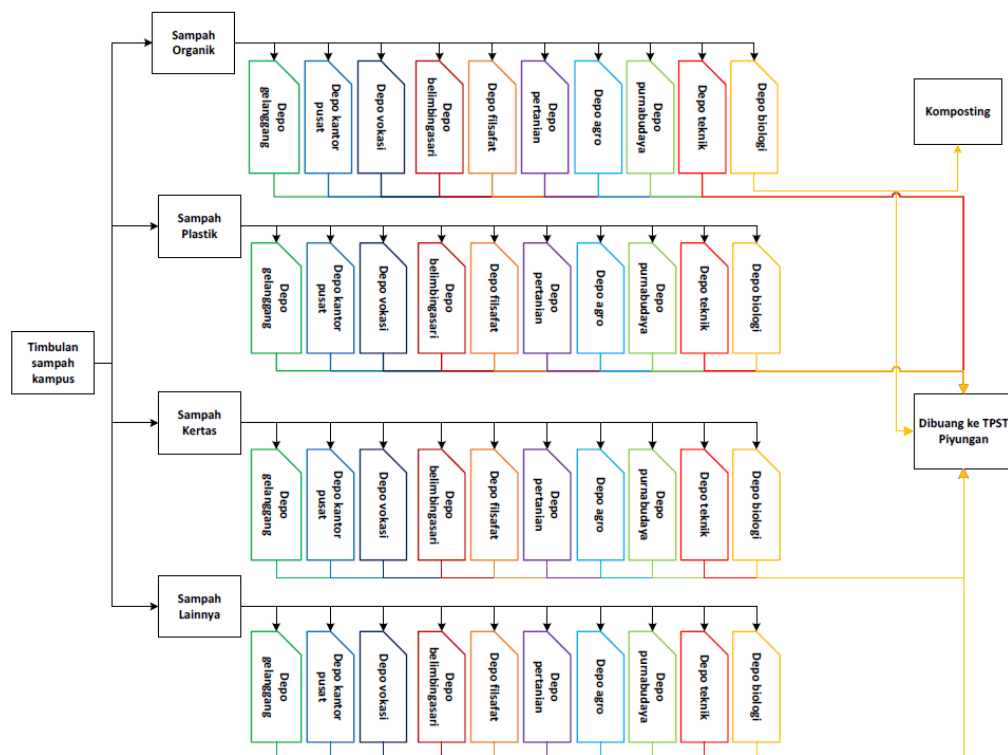 Sampah
Organik
Depo
gelanggang
Depo kantor
pusat
Depo vokasi
Depo
belimbingasari
Depo filsafat
Depo
pertanian
Depo agro
Depo
purnabudaya
Depo teknik
Depo biologi
Komposting
Sampah
Plastik
Depo
gelanggang
Depo kantor
pusat
Depo vokasi
Depo
belimbingasari
Depo filsafat
Depo
pertanian
Depo agro
Depo
purnabudaya
Depo teknik
Depo biologi
Timbulan
sampah
kampus
Sampah
Kertas
Dibuang ke TPST
Piyungan
Depo
gelanggang
Depo kantor
pusat
Depo vokasi
Depo
belimbingasari
Depo filsafat
Depo
pertanian
Depo agro
Depo
purnabudaya
Depo teknik
Depo biologi
Sampah
Lainnya
Depo
gelanggang
Depo kantor
pusat
Depo vokasi
Depo
belimbingasari
Depo filsafat
Depo
pertanian
Depo agro
Depo
purnabudaya
Depo teknik
Depo biologi